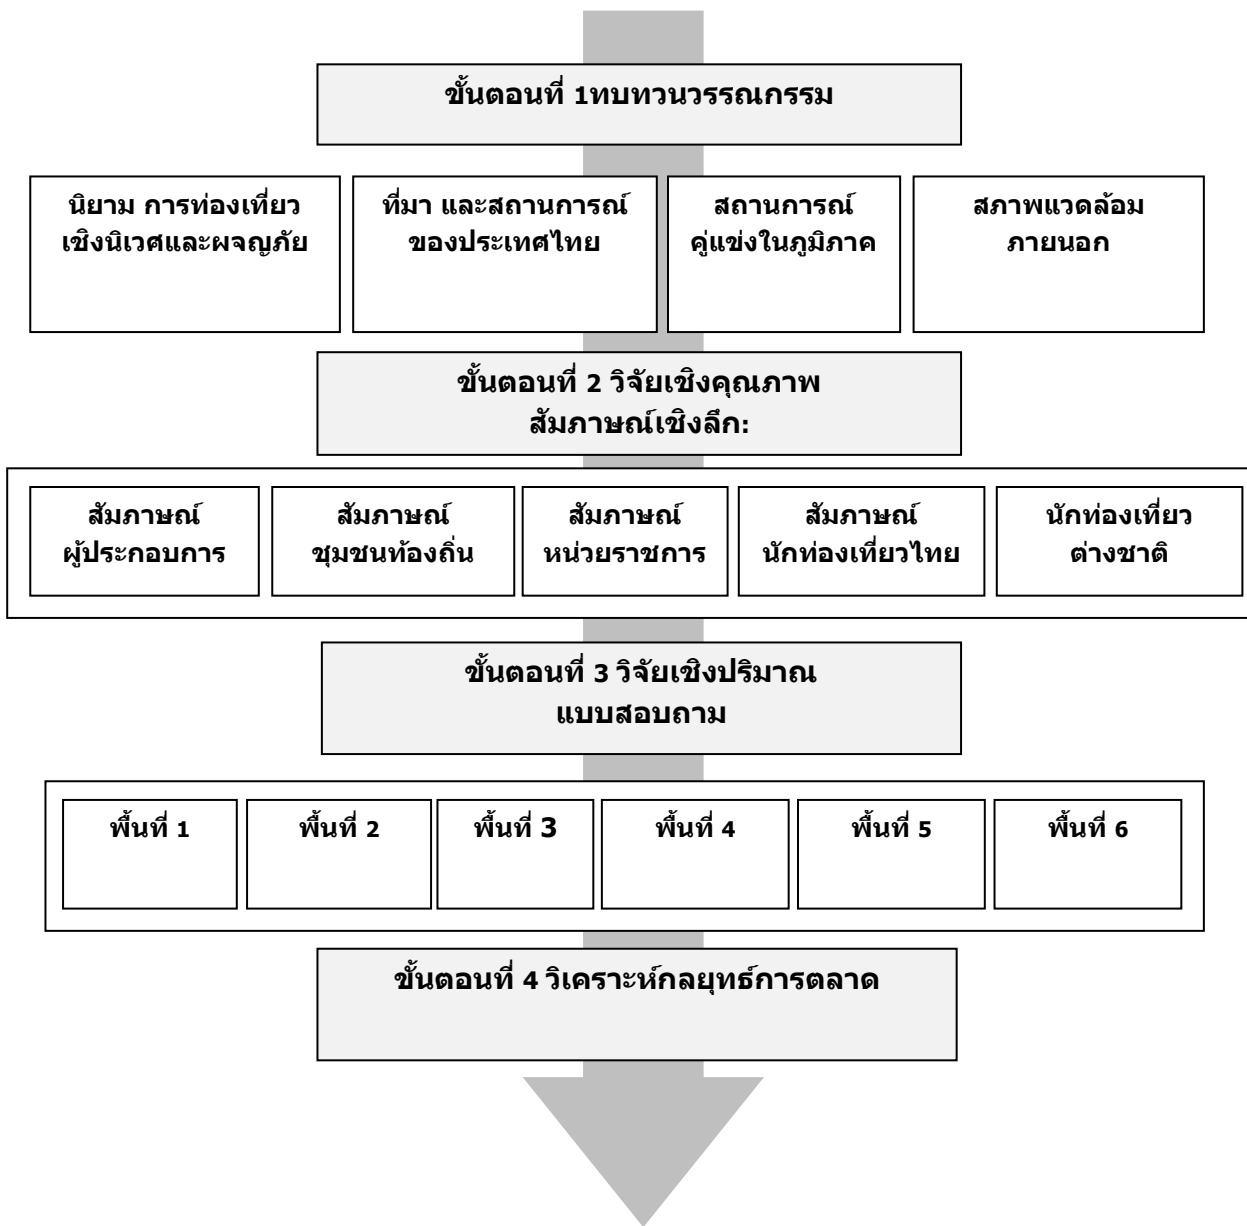 ขั้นตอนที่ 1ทบทวนวรรณกรรม
นิยาม การท่องเที่ยว
เชิงนิเวศและผจญภัย
ที่มา และสถานการณ์
ของประเทศไทย
สถานการณ์
คู่แข่งในภูมิภาค
สภาพแวดล้อม
ภายนอก
ขั้นตอนที่ 2 วิจัยเชิงคุณภาพ
สัมภาษณ์เชิงลึก:
สัมภาษณ์
ผู้ประกอบการ
สัมภาษณ์
ชุมชนท้องถิ่น
สัมภาษณ์
หน่วยราชการ
สัมภาษณ์
นักท่องเที่ยวไทย
นักท่องเที่ยว
ต่างชาติ
ขั้นตอนที่ 3 วิจัยเชิงปริมาณ
แบบสอบถาม
พื้นที่ 1
พื้นที่ 2
พื้นที่ 3
พื้นที่ 4
พื้นที่ 5
พื้นที่ 6
ขั้นตอนที่ 4 วิเคราะห์กลยุทธ์การตลาด